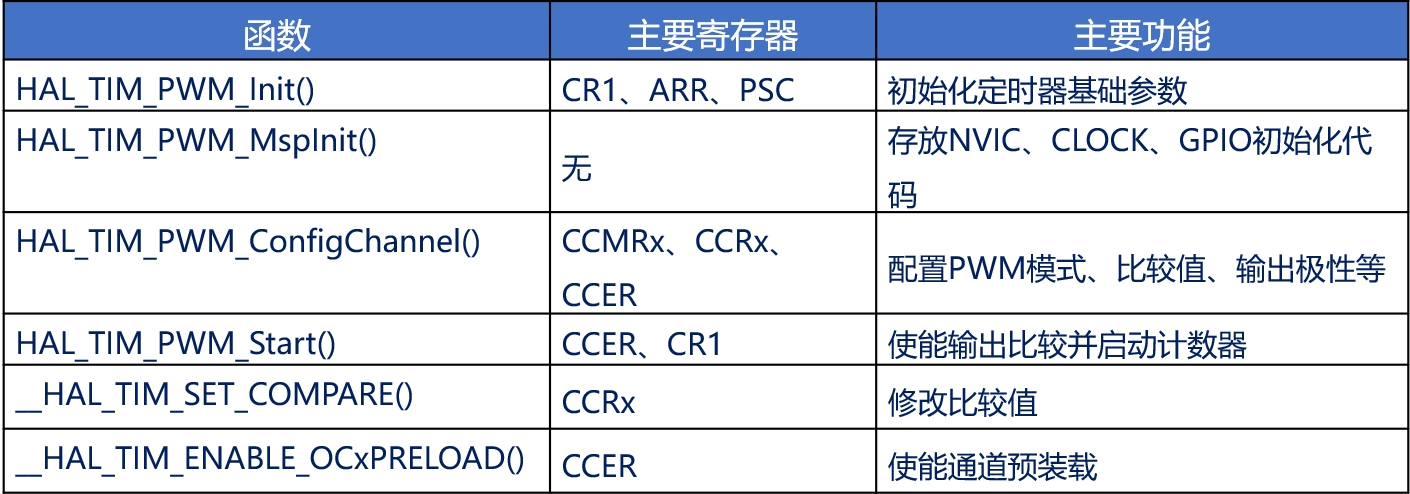 函数 主要寄存器 主要功能
HAL_TIM_PWM_Init() CR1、ARR、PSC 初始化定时器基础参数
HAL_TIM_PWM_MspInit() 无 存放NVIC、CLOCK、GPIO初始化代
码
HAL_TIM_PWM_ConfigChannel() CCMRx、CCRx、
CCER 配置PWM模式、比较值、输出极性等
HAL_TIM_PWM_Start() CCER、CR1 使能输出比较并启动计数器
__HAL_TIM_SET_COMPARE() CCRx 修改比较值
__HAL_TIM_ENABLE_OCxPRELOAD() CCER 使能通道预装载